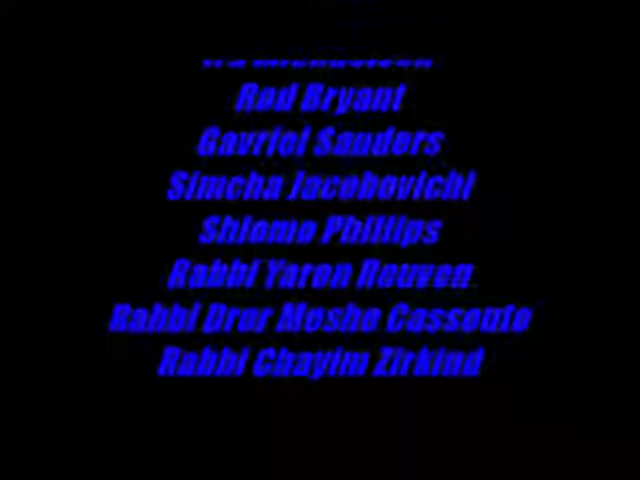 Rod Bryant
Gavriel Sanders
Simcha Jacobovichi
Shlomo Phillips
Rabbi Yaron Reuven
Rabbi Dror Moshe Cassouto
Rabbi Chayim Zirkind